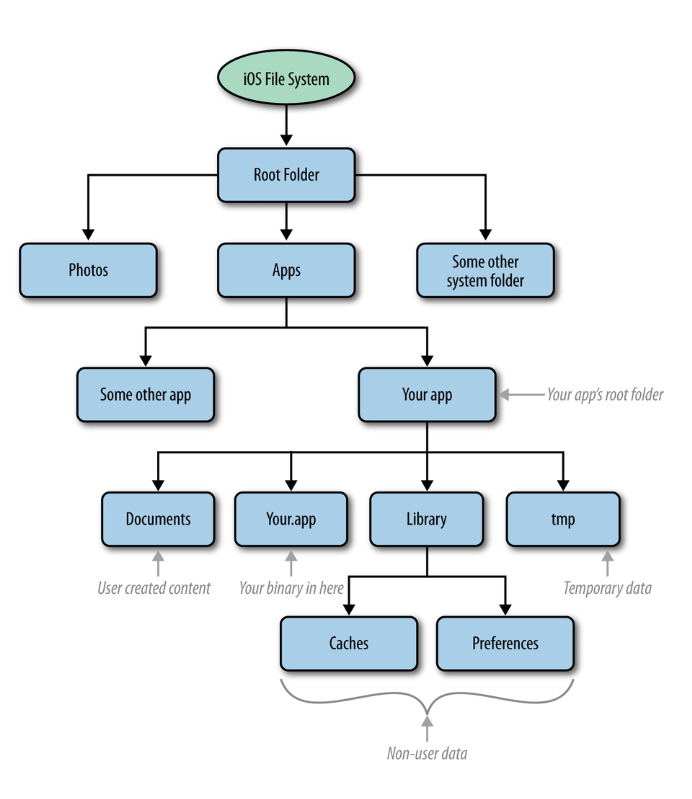 iOS File System
Root Folder
Photos
Apps
Some other
system folder
Some other app
Your app
Your app's root folder
Documents
Your.app
Library
tmp
User created content
Your binary in here
Temporary data
Caches
Preferences
Non-user data